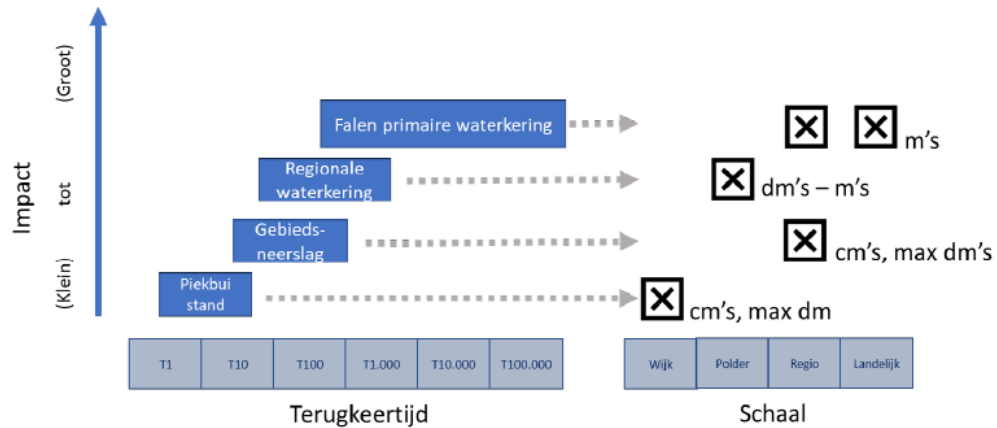 (Groot)
tot
(Klein)
Impact
Falen primaire waterkering
m's
Regionale
waterkering
dm's – m's
Gebieds-
neerslag
cm's, max dm's
Piekbui
stand
cm's, max dm
T1
T10
T100
T1.000
T10.000
T100.000
Wijk
Polder
Regio
Landelijk
Terugkeertijd
Schaal